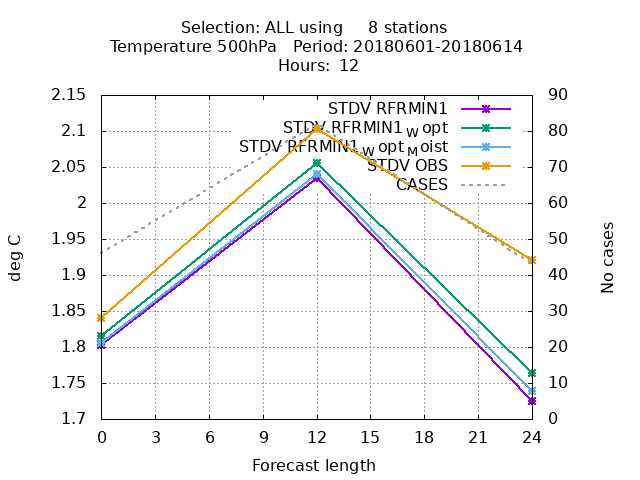 Selection: ALL using     8 stations
Temperature 500hPa   Period: 20180601-20180614
Hours: 12
2.15
2.1
2.05
2
1.95
1.9
1.85
1.8
1.75
1.7
90
80
70
60
50
40
30
20
10
0
STDV RFRMIN1
STDV RFRMIN1 W opt
STDV RFRMIN1 W opt M oist
STDV OBS
CASES
deg C
No cases
0 3 6 9 12 15 18 21 24
Forecast length